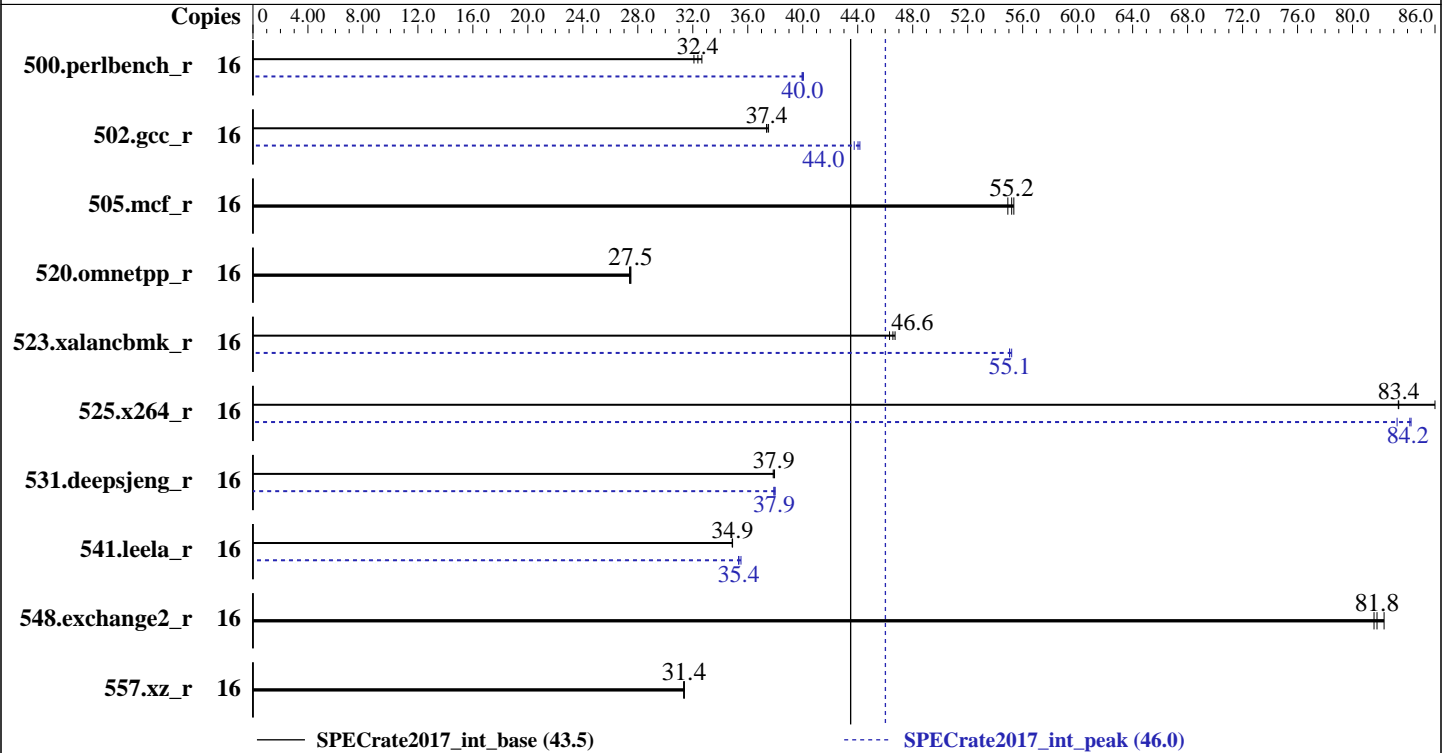 Copies 0 4.00 8.00 12.0 16.0 20.0 24.0 28.0 32.0 36.0 40.0 44.0 48.0 52.0 56.0 60.0 64.0 68.0 72.0 76.0 80.0 86.0
32.4
500.perlbench_r 16
40.0
37.4
502.gcc_r 16
44.0
55.2
505.mcf_r 16
27.5
520.omnetpp_r 16
46.6
523.xalancbmk_r 16
55.1
83.4
525.x264_r 16
84.2
37.9
531.deepsjeng_r 16
37.9
34.9
541.leela_r 16
35.4
81.8
548.exchange2_r 16
31.4
557.xz_r 16
SPECrate2017_int_base (43.5) SPECrate2017_int_peak (46.0)